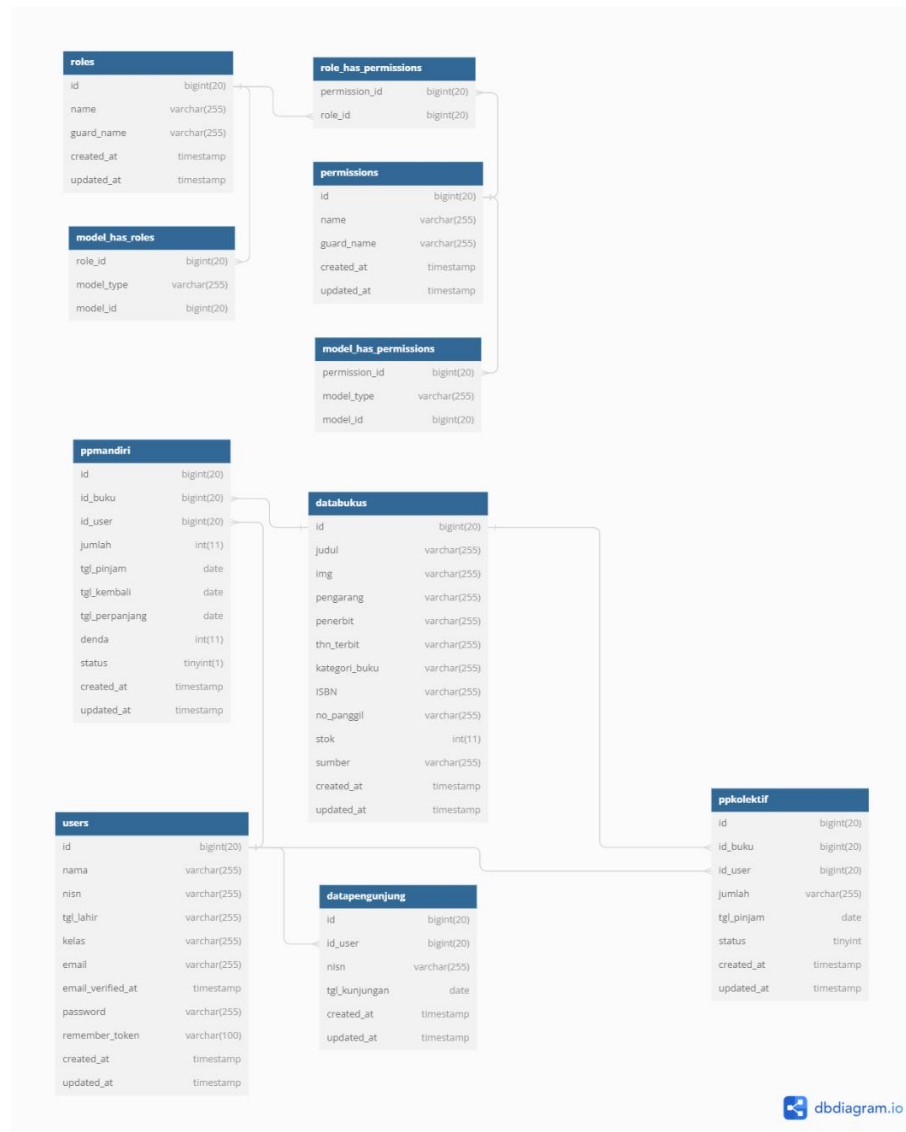 roles
id bigint(20)
name varchar(255)
guard_name varchar(255)
created_at timestamp
updated_at timestamp
role_has_permissions
permission_id bigint(20)
role_id bigint(20)
permissions
id bigint(20)
name varchar(255)
guard_name varchar(255)
created_at timestamp
updated_at timestamp
model_has_roles
role_id bigint(20)
model_type varchar(255)
model_id bigint(20)
model_has_permissions
permission_id bigint(20)
model_type varchar(255)
model_id bigint(20)
ppmandiri
id bigint(20)
id_buku bigint(20)
id_user bigint(20)
jumlah int(11)
tgl_pinjam date
tgl_kembali date
tgl_perpanjang date
denda int(11)
status tinyint(1)
created_at timestamp
updated_at timestamp
databukus
id bigint(20)
judul varchar(255)
img varchar(255)
pengarang varchar(255)
penerbit varchar(255)
thn_terbit varchar(255)
kategori_buku varchar(255)
ISBN varchar(255)
no_panggil varchar(255)
stok int(11)
sumber varchar(255)
created_at timestamp
updated_at timestamp
users
id bigint(20)
nama varchar(255)
nisn varchar(255)
tgl_lahir varchar(255)
kelas varchar(255)
email varchar(255)
email_verified_at timestamp
password varchar(255)
remember_token varchar(100)
created_at timestamp
updated_at timestamp
datapengunjung
id bigint(20)
id_user bigint(20)
nisn varchar(255)
tgl_kunjungan date
created_at timestamp
updated_at timestamp
ppkolektif
id bigint(20)
id_buku bigint(20)
id_user bigint(20)
jumlah varchar(255)
tgl_pinjam date
status tinyint
created_at timestamp
updated_at timestamp
dbdiagram.io